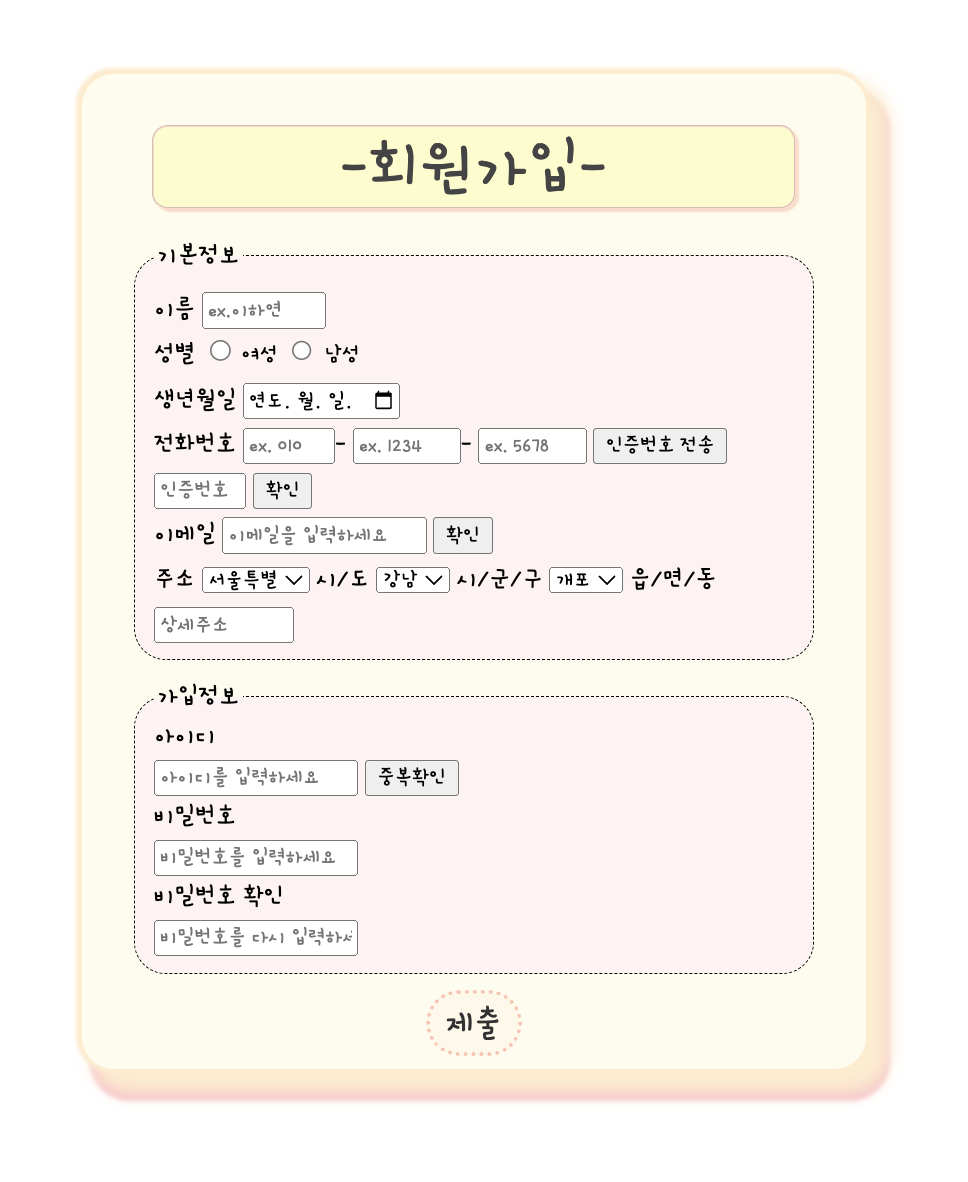 -회원가입-
기본정보
이름 ex.이하연
성별 여성 남성
생년월일 연도. 월. 일.
전화번호 ex. 010 - ex. 1234 - ex. 5678 인증번호 전송
인증번호 확인
이메일 이메일을 입력하세요 확인
주소 서울특별 시/도 강남 시/군/구 개포 읍/면/동
상세주소
가입정보
아이디
아이디를 입력하세요 중복확인
비밀번호
비밀번호를 입력하세요
비밀번호 확인
비밀번호를 다시 입력하
제출